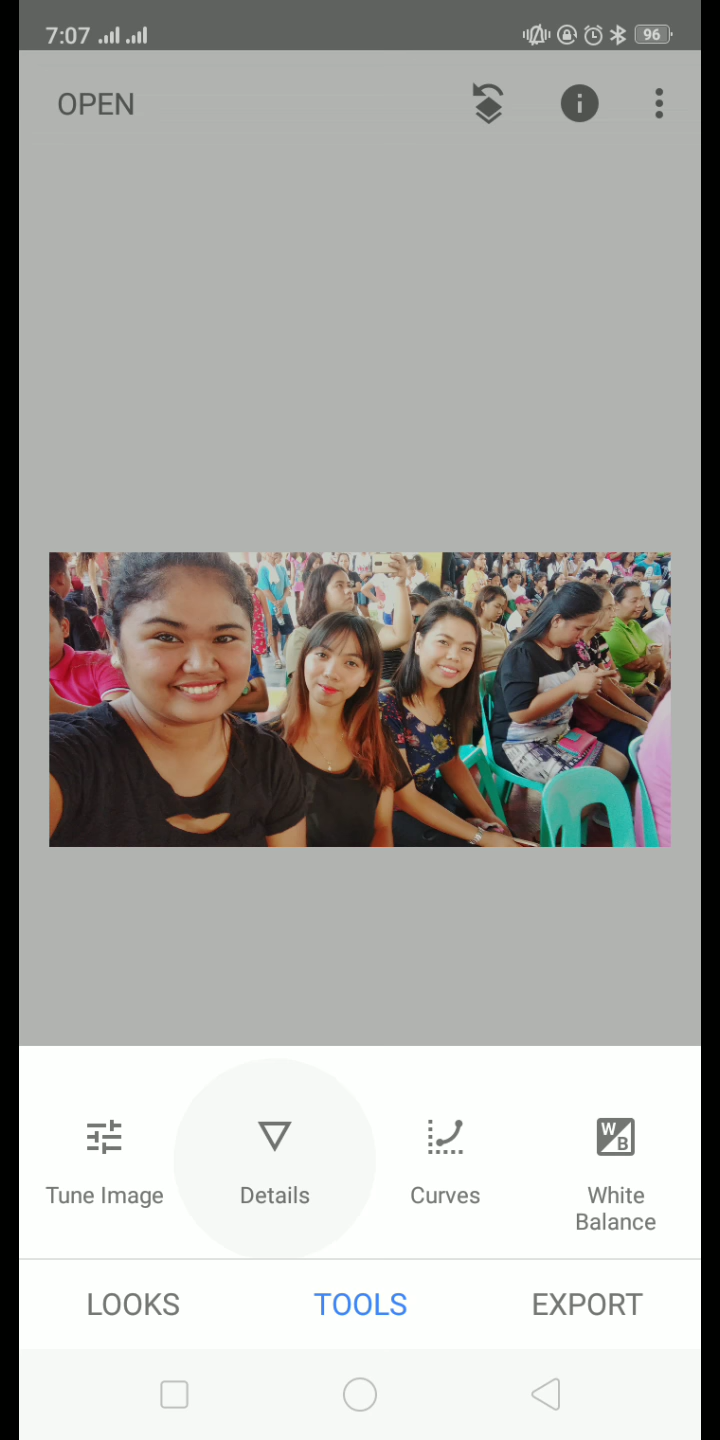 7:07 96
OPEN
Tune Image
Details
Curves
W
B
White
Balance
LOOKS TOOLS EXPORT